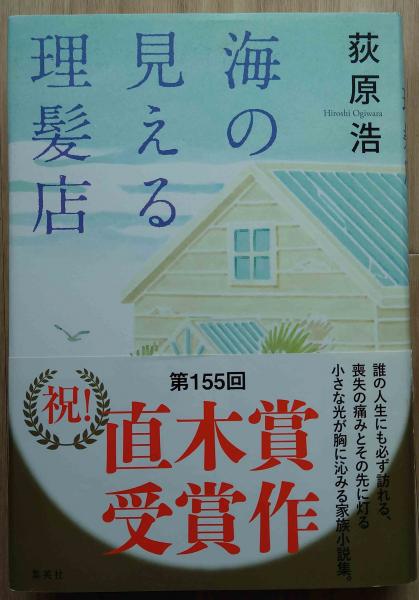 荻原浩
Hiroshi Ogiwara
海の
見える
理髪店
祝!
第155回
直木賞
受賞作
誰の人生にも必ず訪れる、
喪失の痛みとその先に灯る
小さな光が胸に沁みる家族小説集。
集英社